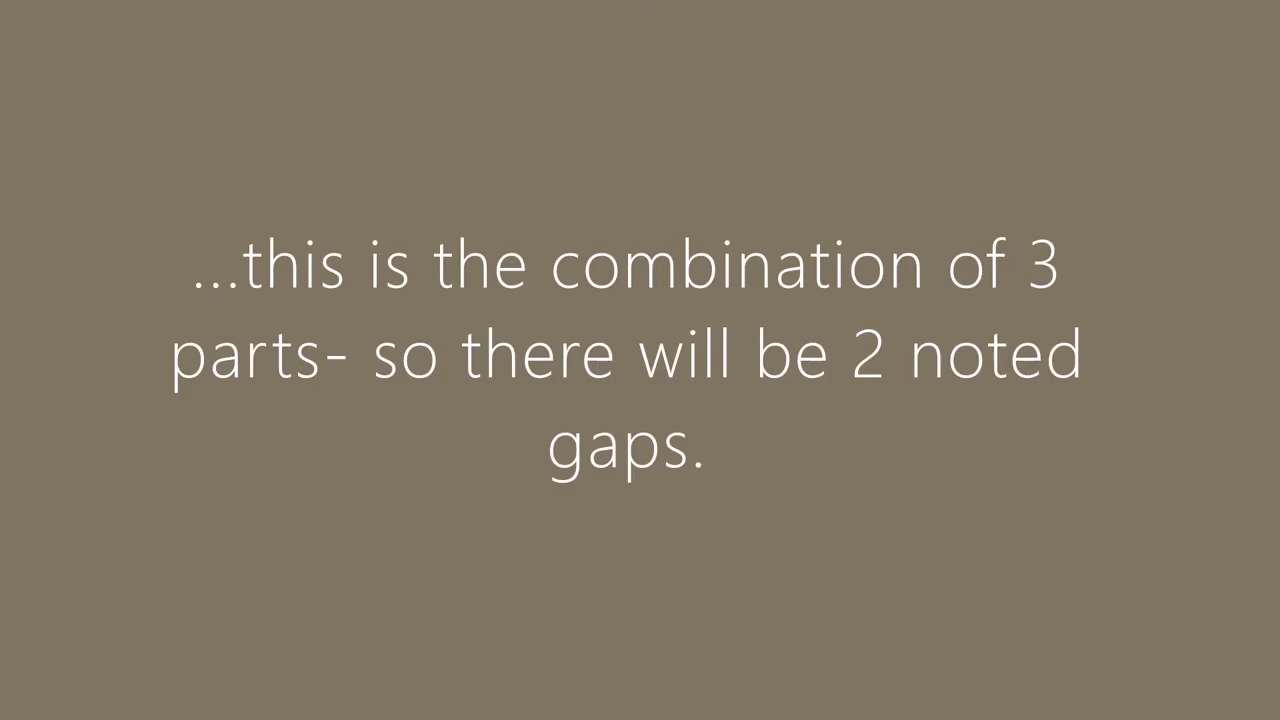 ...this is the combination of 3
parts- so there will be 2 noted
gaps.